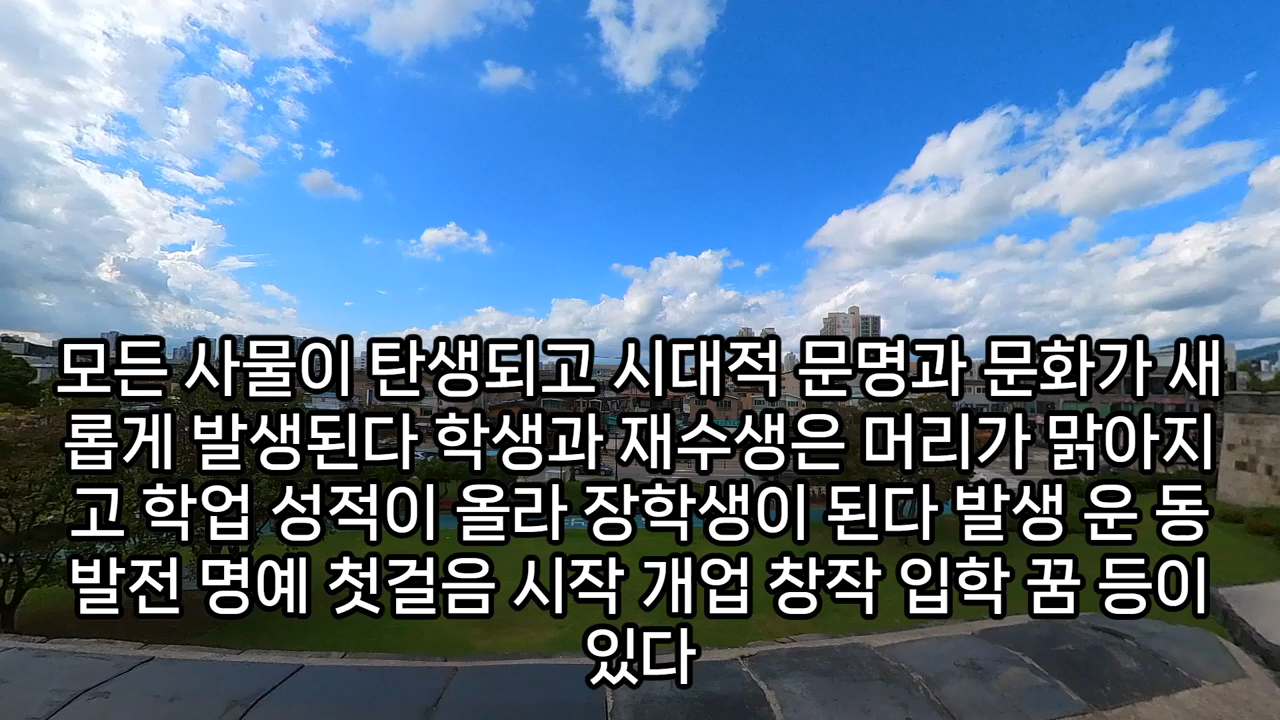 모든 사물이 탄생되고 시대적 문명과 문화가 새
롭게 발생된다 학생과 재수생은 머리가 맑아지
고 학업 성적이 올라 장학생이 된다 발생 운 동
발전 명예 첫걸음 시작 개업 창작 입학 꿈 등이
있다